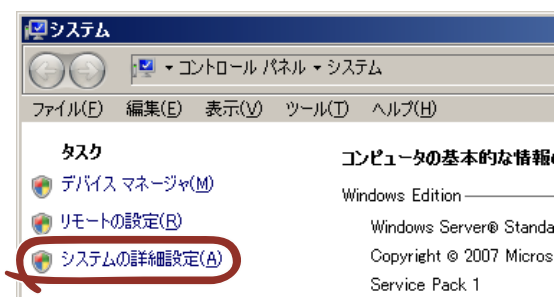 システム
コントロール パネル システム
ファイル(F) 編集(E) 表示(V) ツール(T) ヘルプ(H)
タスク
デバイス マネージャ(M)
リモートの設定(R)
システムの詳細設定(A)
コンピュータの基本的な情報
Windows Edition
Windows Server® Standa
Copyright © 2007 Micros
Service Pack 1